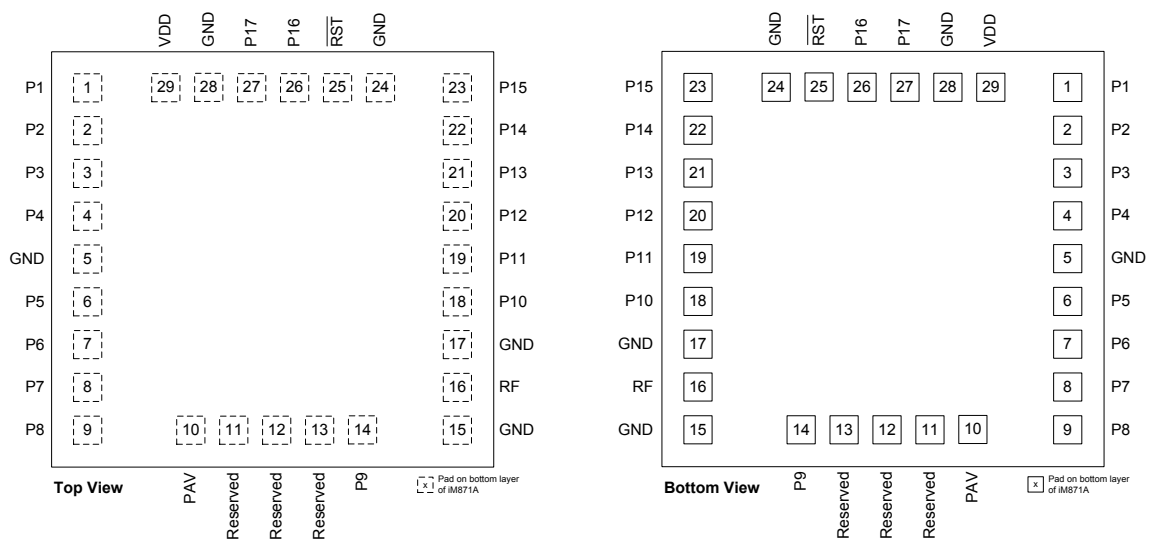 VDD GND P17 P16 RST GND
P1 1 29 28 27 26 25 24 23 P15
P2 2 22 P14
P3 3 21 P13
P4 4 20 P12
GND 5 19 P11
P5 6 18 P10
P6 7 17 GND
P7 8 16 RF
P8 9 10 11 12 13 14 15 GND
PAV Reserved Reserved Reserved P9
Top View
x Pad on bottom layer
of iM871A
GND RST P16 P17 GND VDD
P15 23 24 25 26 27 28 29 1 P1
P14 22 2 P2
P13 21 3 P3
P12 20 4 P4
P11 19 5 GND
P10 18 6 P5
GND 17 7 P6
RF 16 8 P7
GND 15 14 13 12 11 10 9 P8
P9 Reserved Reserved Reserved PAV
Bottom View
x Pad on bottom layer
of iM871A